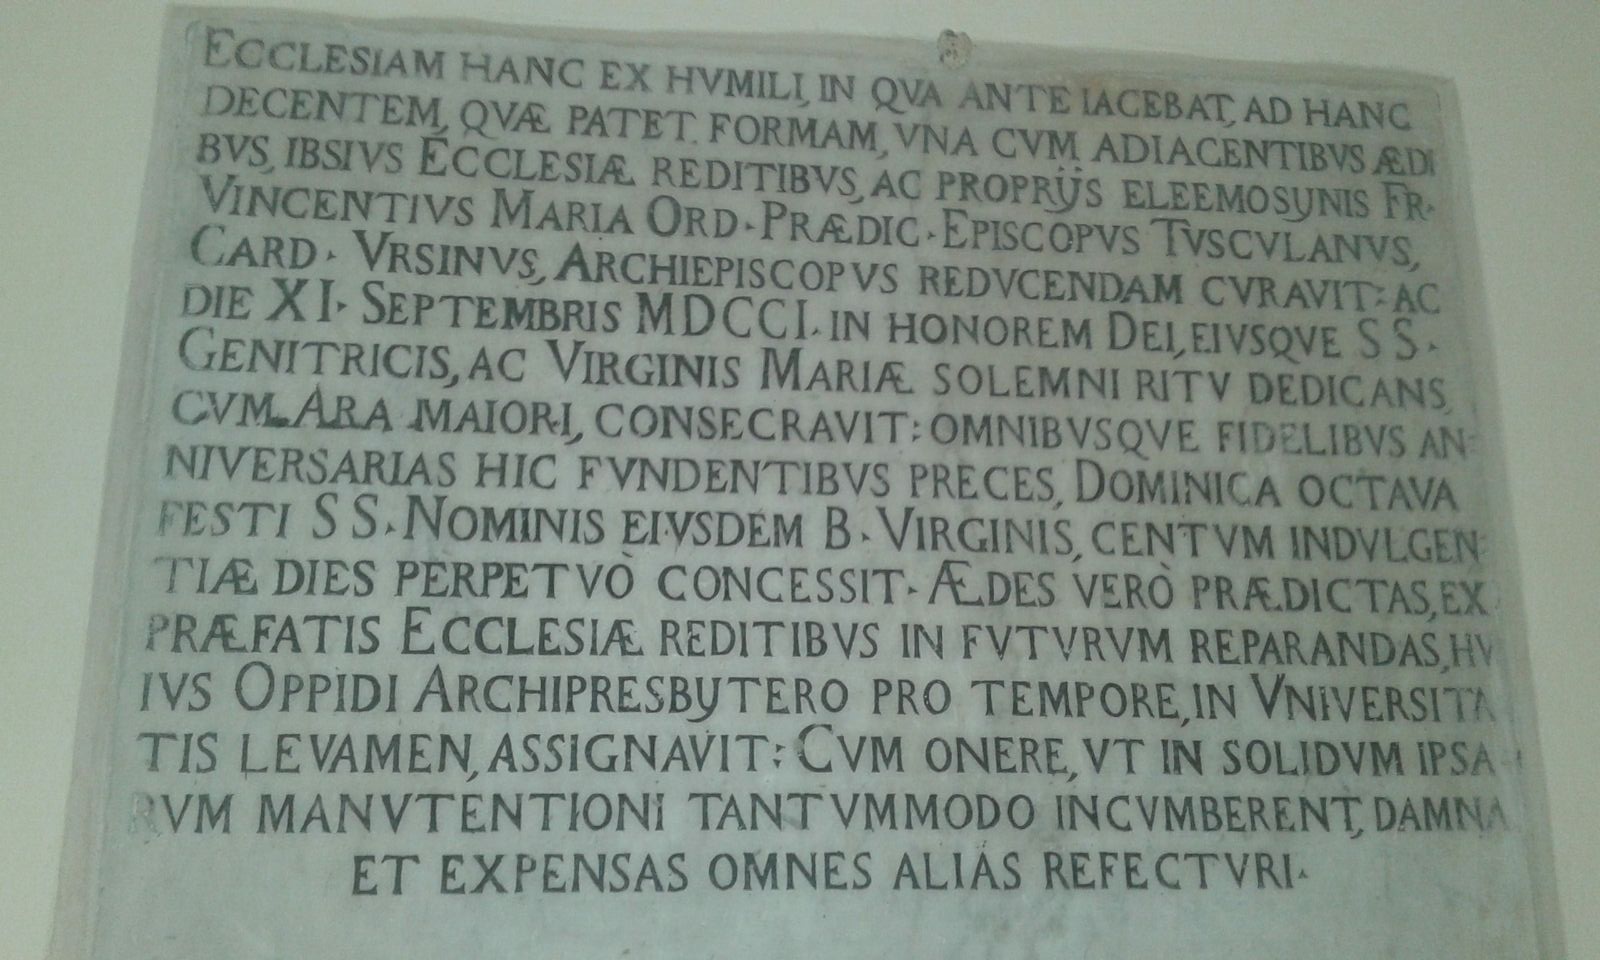 ECCLESIAM HANC EX HVMILI, IN QVA ANTE IACEBAT, AD HANC
DECENTEM, QVÆ PATET FORMAM, VNA CVM ADIACENTIBVS ÆDI
BVS, IBSIVS ECCLESIÆ REDITIBVS, AC PROPRIJS ELEEMOSYNIS FR·
VINCENTIVS MARIA ORD· PRÆDIC· EPISCOPVS TVSCVLANVS,
CARD· VRSINVS, ARCHIEPISCOPVS REDVCENDAM CVRAVIT: AC
DIE XI· SEPTEMBRIS MDCCI. IN HONOREM DEI, EIVSQVE SS·
GENITRICIS, AC VIRGINIS MARIÆ SOLEMNI RITV DEDICANS,
CVM ARA MAIORI, CONSECRAVIT: OMNIBVSQVE FIDELIBVS AN=
NIVERSARIAS HIC FVNDENTIBVS PRECES, DOMINICA OCTAVA
FESTI SS· NOMINIS EIVSDEM B· VIRGINIS, CENTVM INDVLGEN=
TIÆ DIES PERPETVÒ CONCESSIT· ÆDES VERÒ PRÆDICTAS, EX
PRÆFATIS ECCLESIÆ REDITIBVS IN FVTVRVM REPARANDAS, HV
IVS OPPIDI ARCHIPRESBYTERO PRO TEMPORE, IN VNIVERSITA
TIS LEVAMEN, ASSIGNAVIT: CVM ONERE, VT IN SOLIDVM IPSA
RVM MANVTENTIONI TANTVMMODO INCVMBERENT, DAMNA
ET EXPENSAS OMNES ALIAS REFECTVRI·